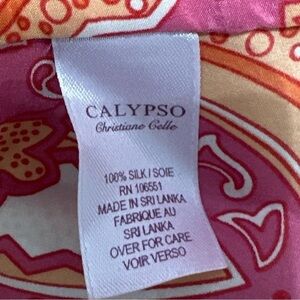 CALYPSO
Christiane Celle
100% SILK/SOIE
RN 106551
MADE IN SRI LANKA
FABRIQUE AU
SRI LANKA
OVER FOR CARE
VOIR VERSO